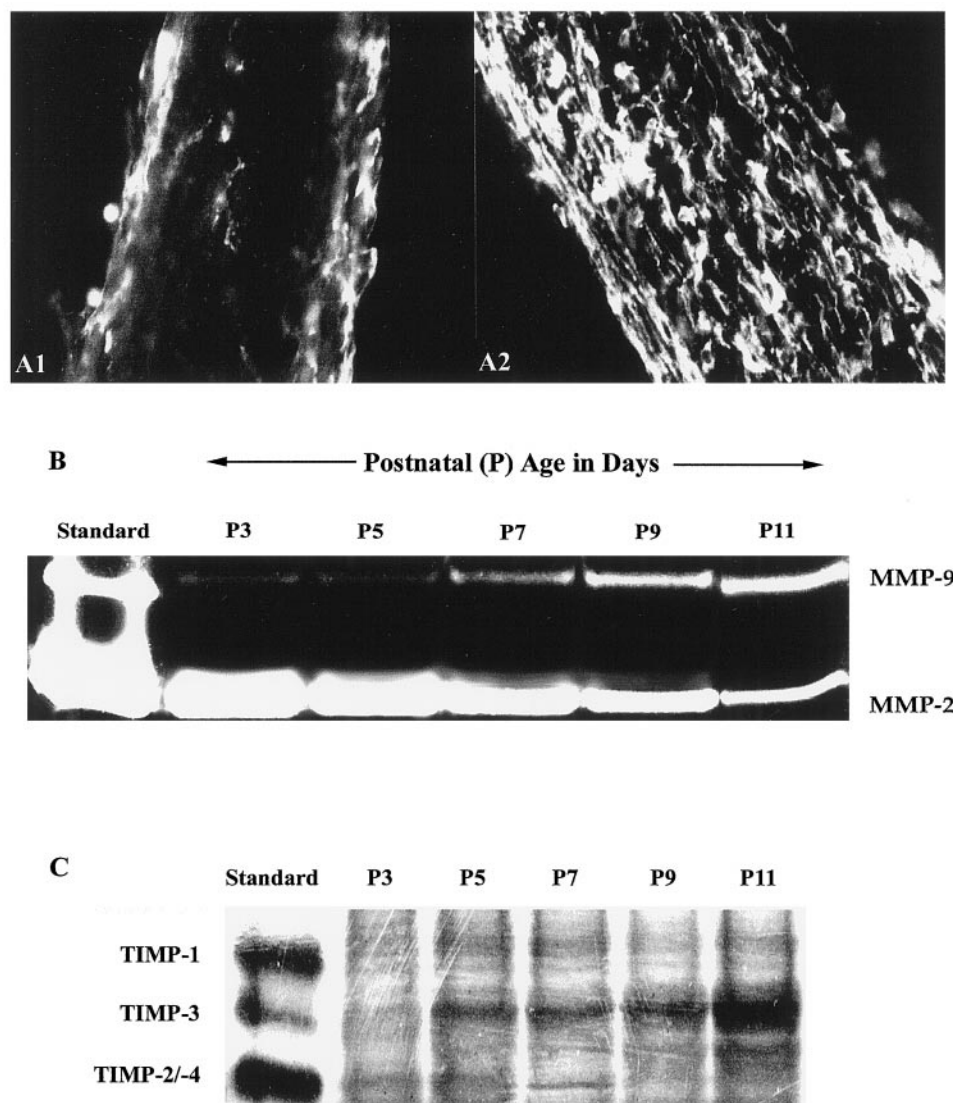 A1 A2
B
Postnatal (P) Age in Days
Standard P3 P5 P7 P9 P11
MMP-9
MMP-2
C
Standard P3 P5 P7 P9 P11
TIMP-1
TIMP-3
TIMP-2/-4